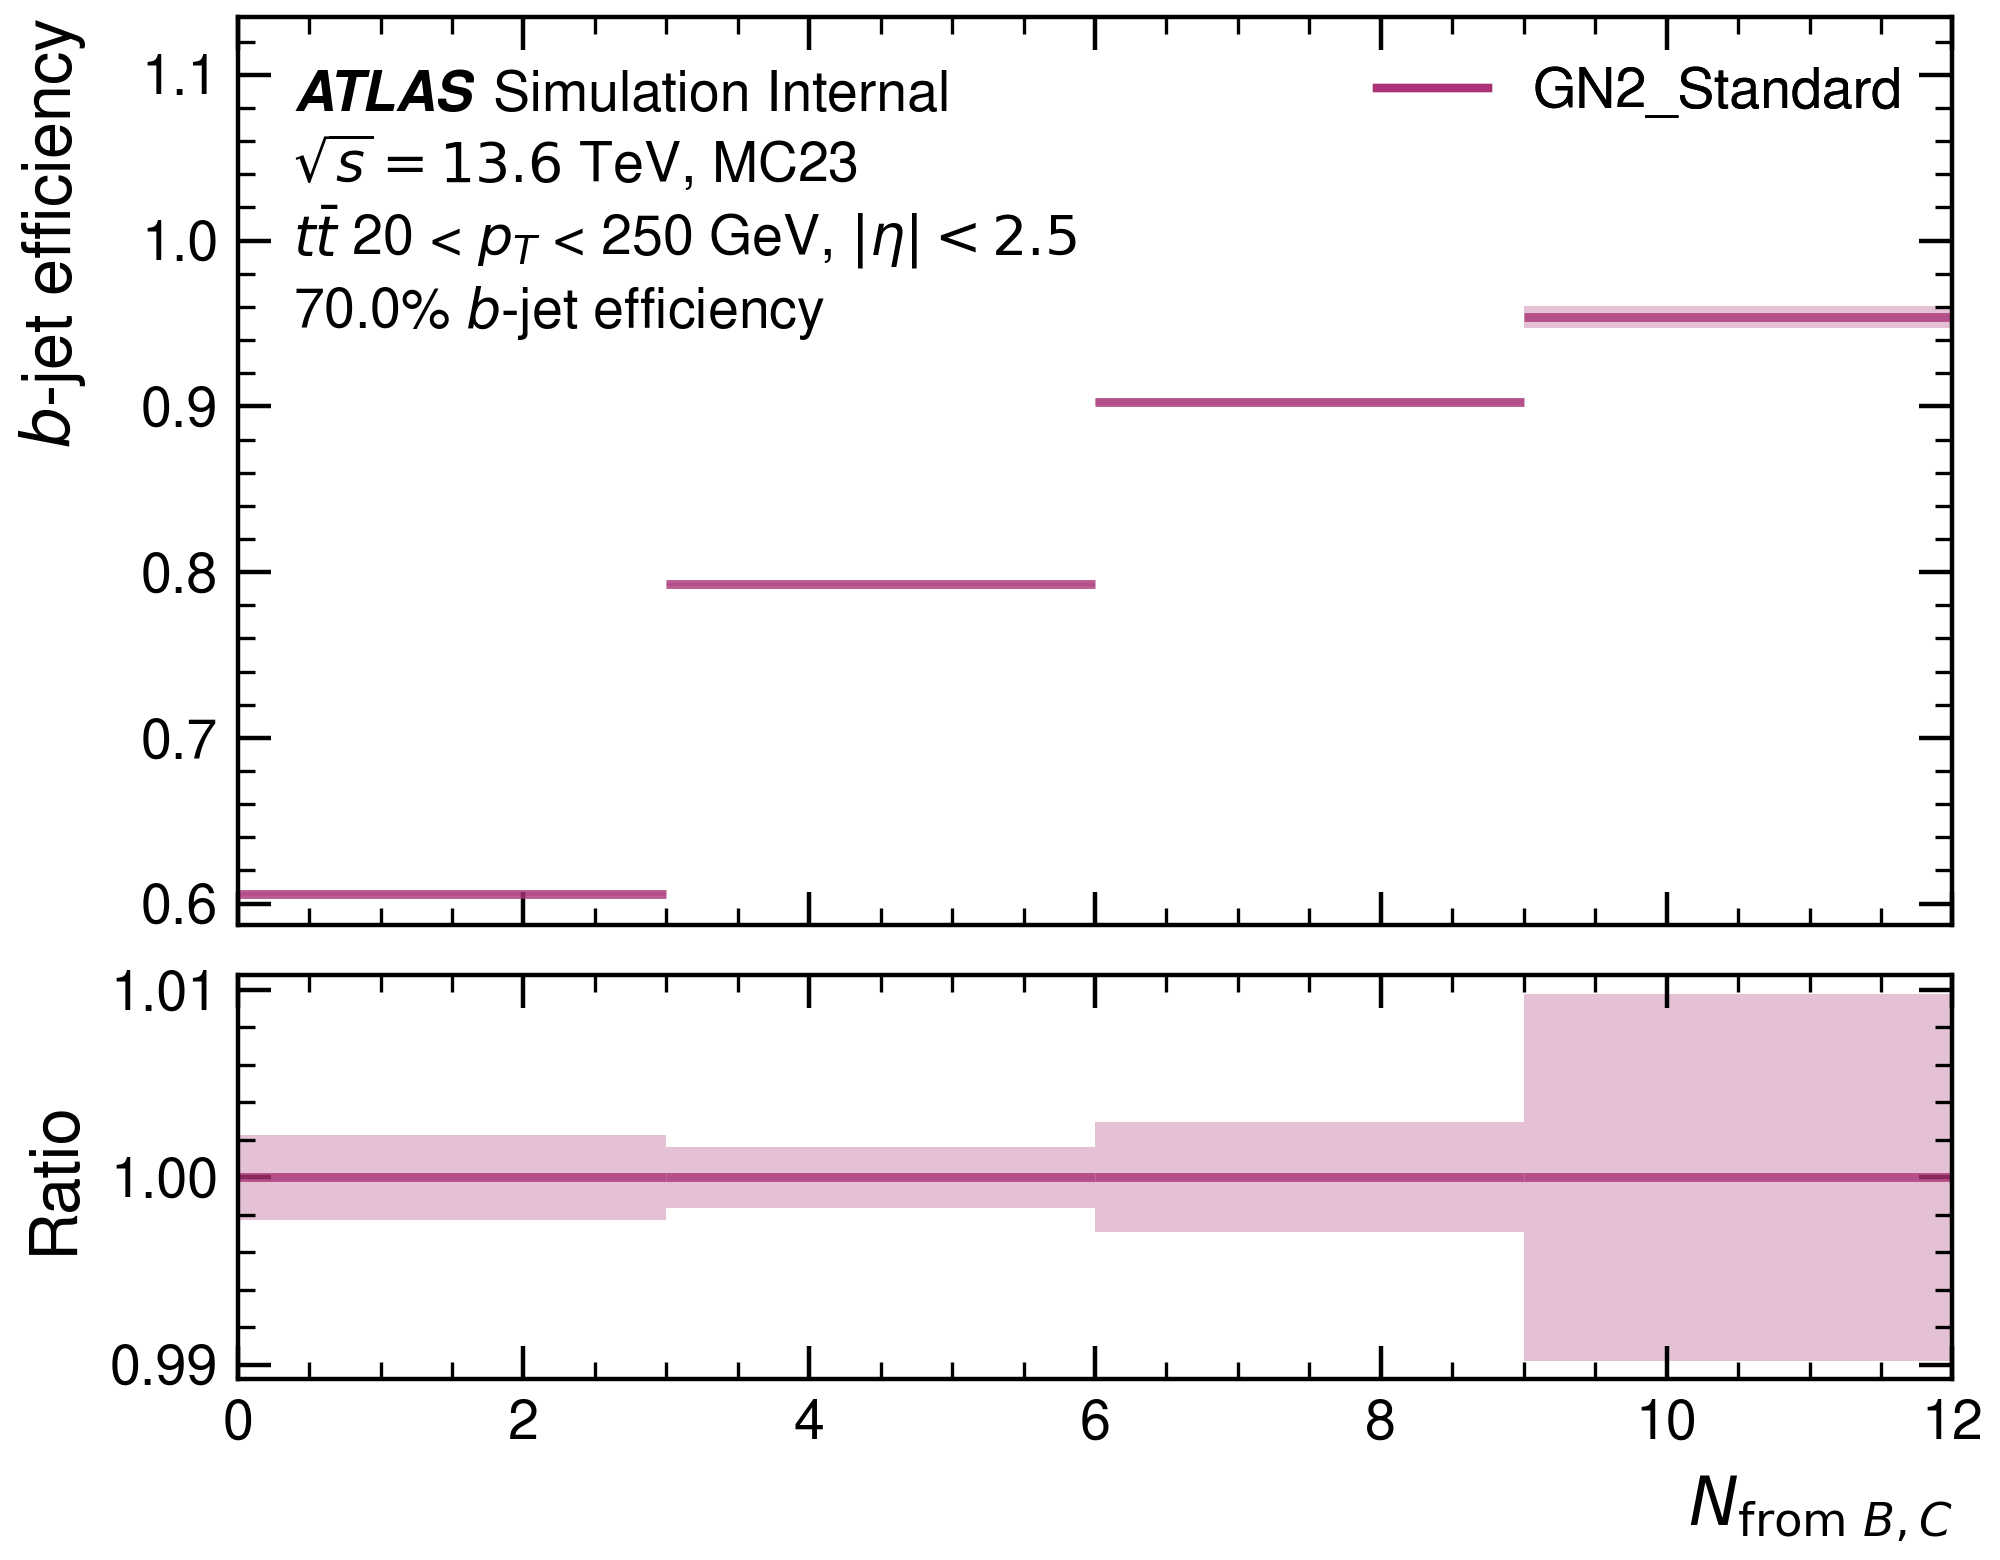 b-jet efficiency
1.1
1.0
0.9
0.8
0.7
0.6
ATLAS Simulation Internal
√s = 13.6 TeV, MC23
tt̄ 20 < p_T < 250 GeV, |η| < 2.5
70.0% b-jet efficiency
GN2_Standard
Ratio
1.01
1.00
0.99
0 2 4 6 8 10 12
N_from B, C